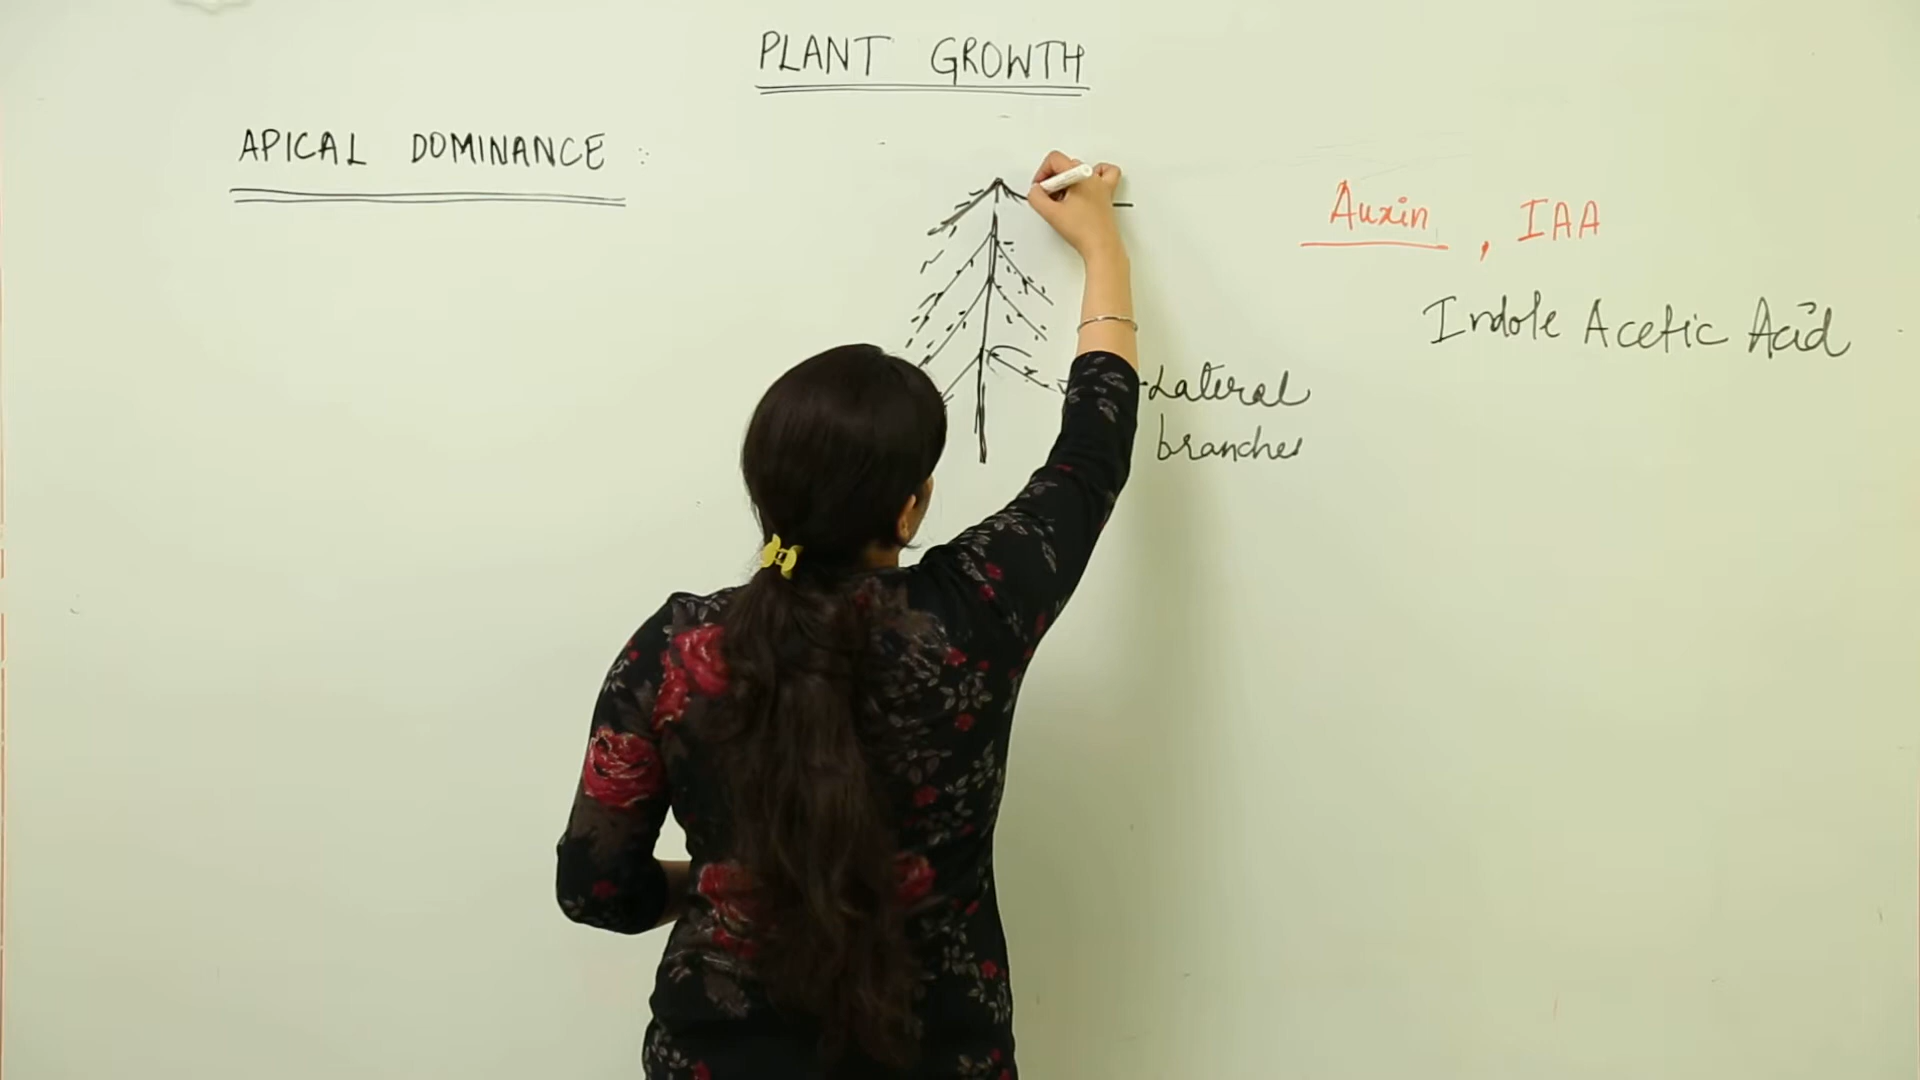 PLANT GROWTH
APICAL DOMINANCE :
Auxin , IAA
Indole Acetic Acid
Lateral
branches